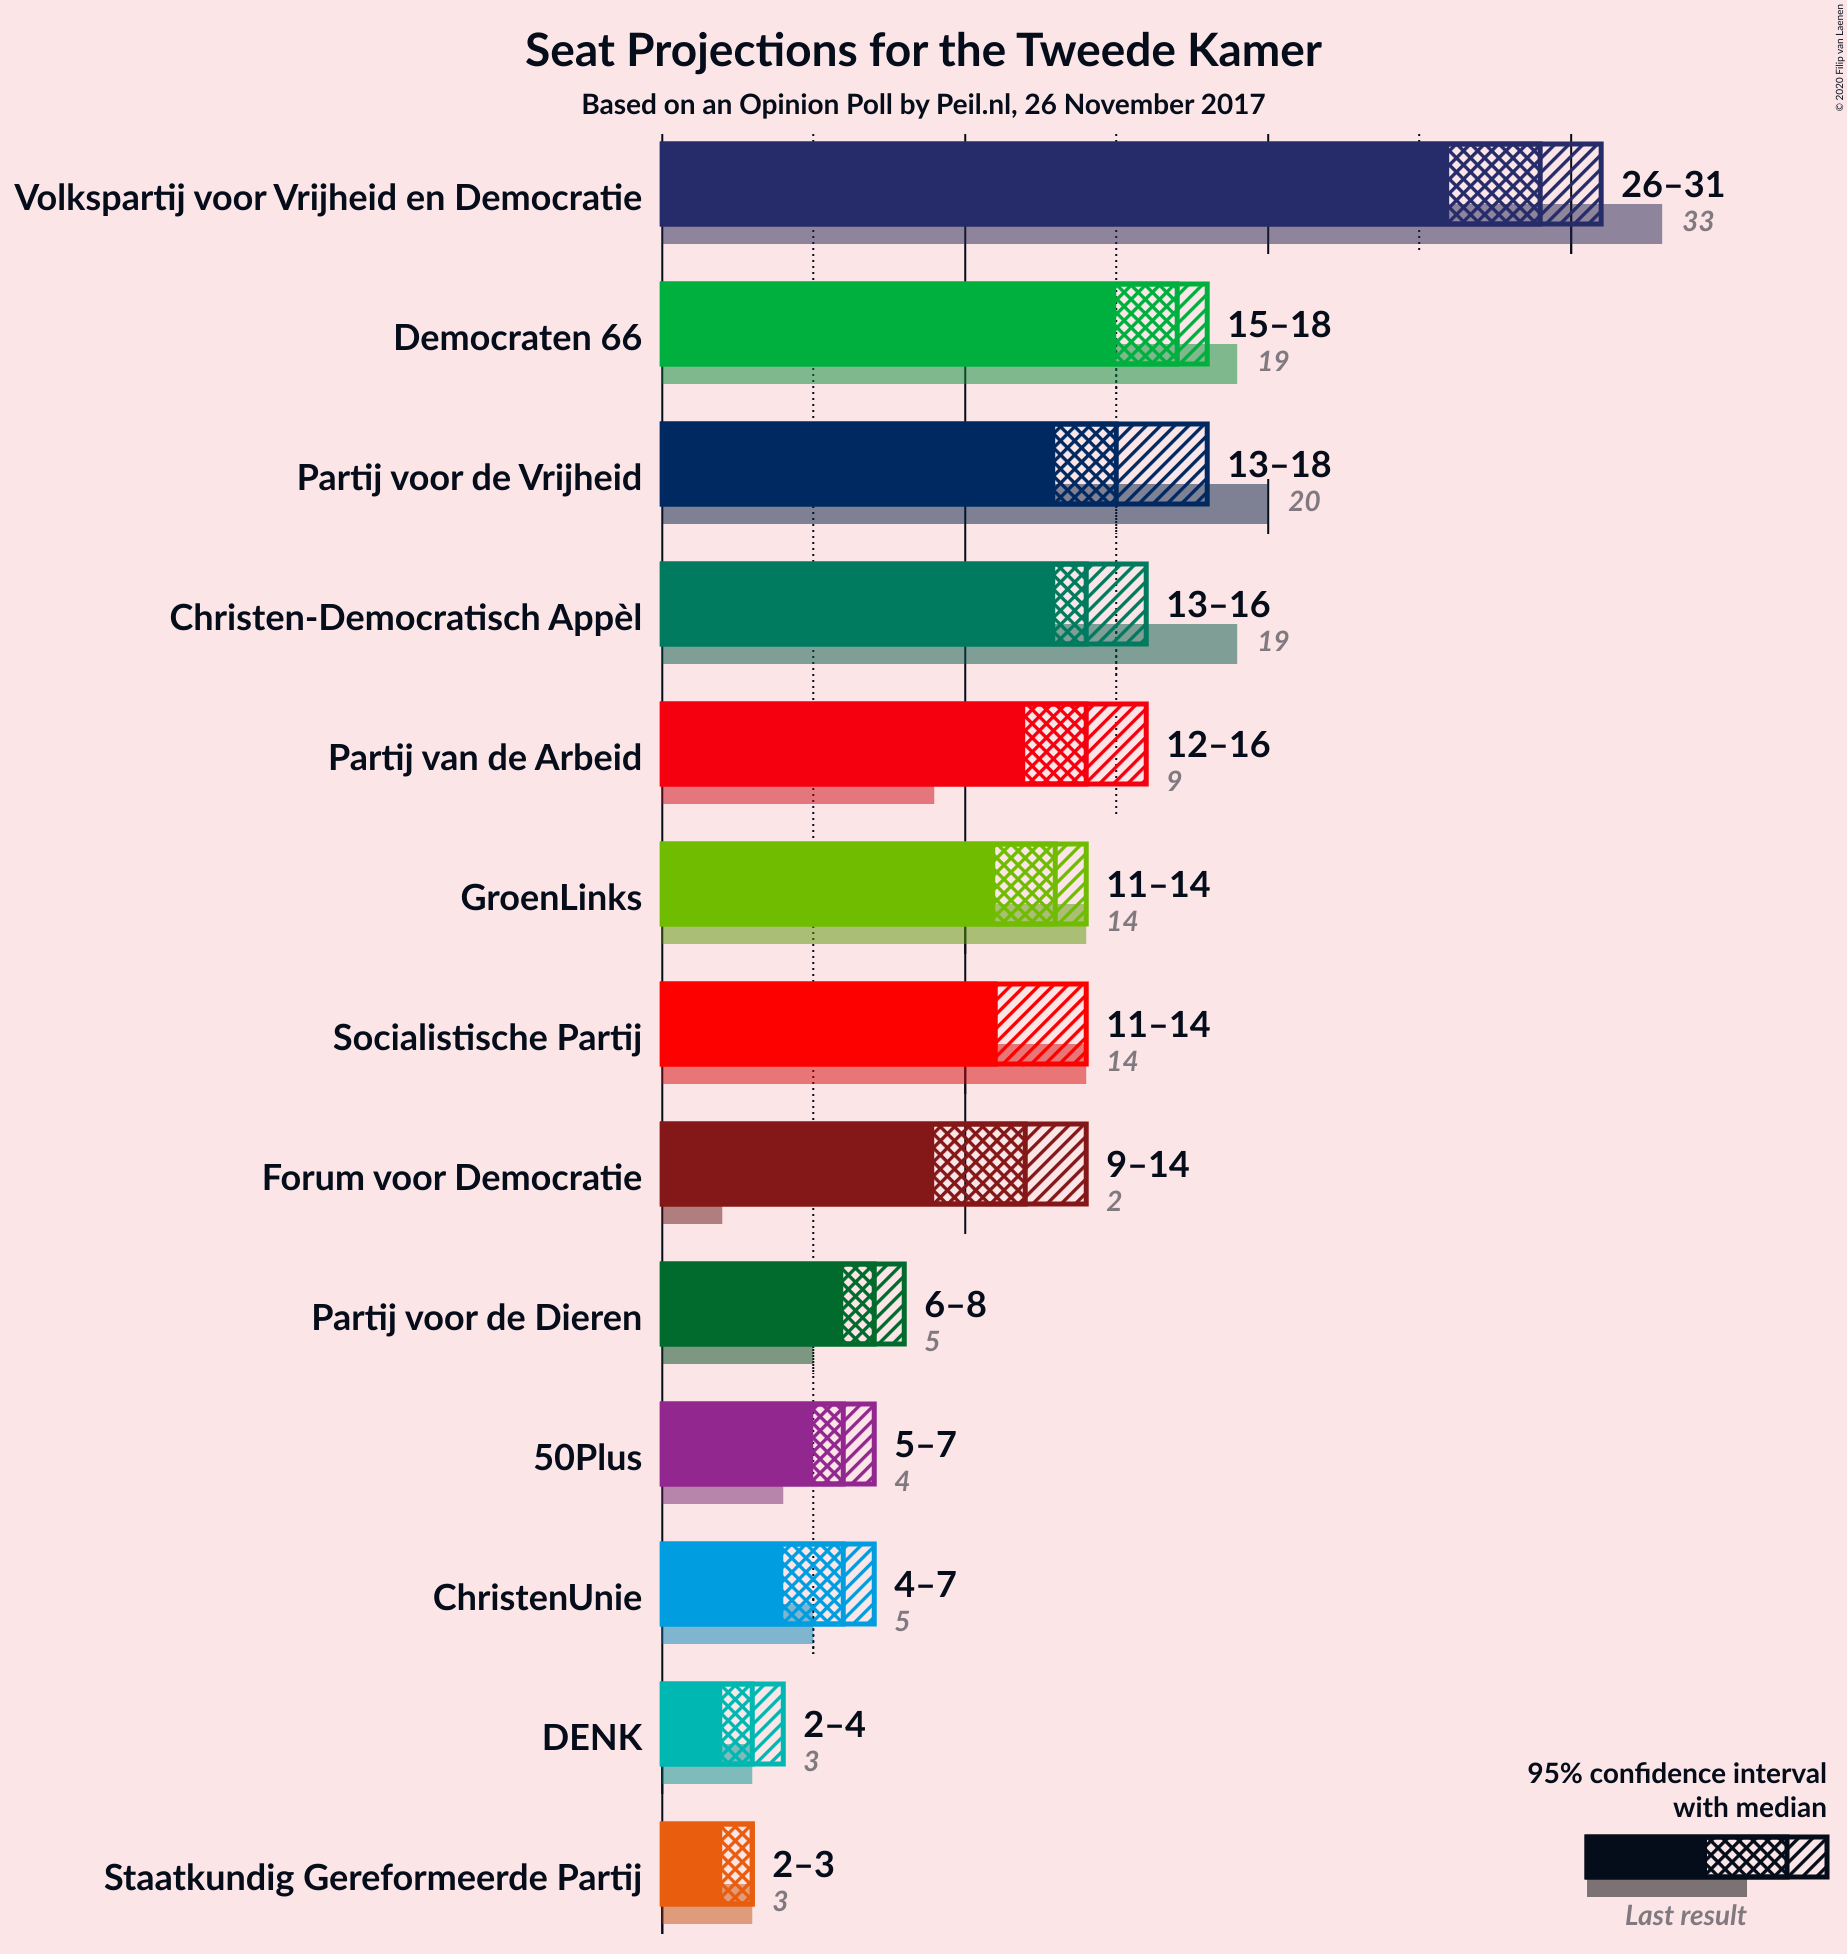 Seat Projections for the Tweede Kamer
Based on an Opinion Poll by Peil.nl, 26 November 2017
© 2020 Filip van Laenen
Volkspartij voor Vrijheid en Democratie
26–31
33
Democraten 66
15–18
19
Partij voor de Vrijheid
13–18
20
Christen-Democratisch Appèl
13–16
19
Partij van de Arbeid
12–16
9
GroenLinks
11–14
14
Socialistische Partij
11–14
14
Forum voor Democratie
9–14
2
Partij voor de Dieren
6–8
5
50Plus
5–7
4
ChristenUnie
4–7
5
DENK
2–4
3
Staatkundig Gereformeerde Partij
2–3
3
95% confidence interval
with median
Last result